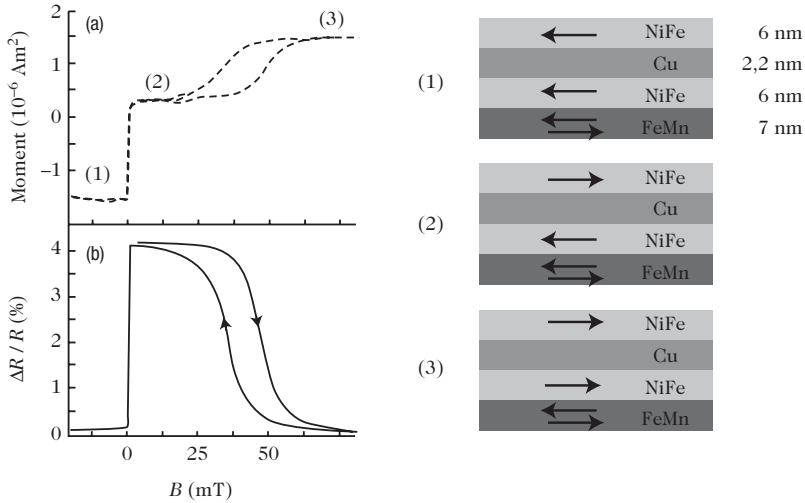 (a)
Moment (10⁻⁶ Am²)
1
0
−1
(1)
(2)
(3)
(b)
ΔR / R (%)
4
3
2
1
0
0
25
50
B (mT)
(1)
NiFe 6 nm
Cu 2,2 nm
NiFe 6 nm
FeMn 7 nm
(2)
NiFe
Cu
NiFe
FeMn
(3)
NiFe
Cu
NiFe
FeMn